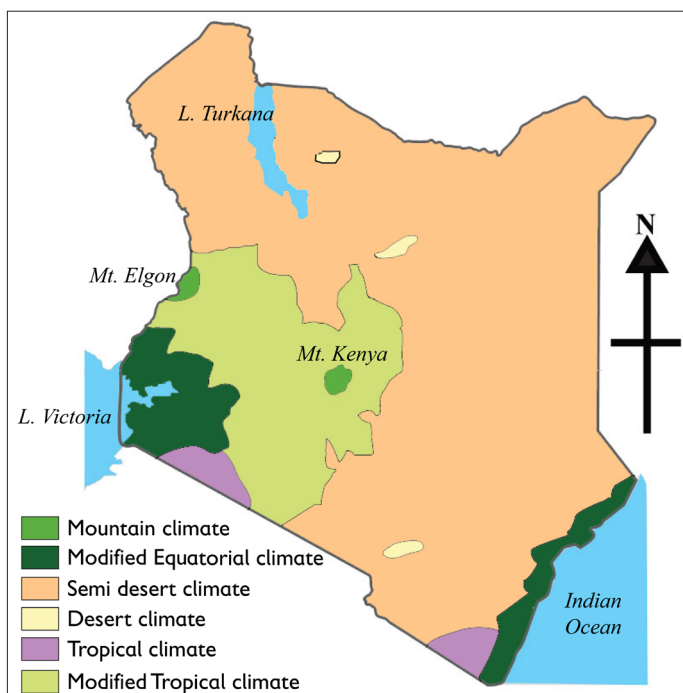 L. Turkana
N
Mt. Elgon
Mt. Kenya
L. Victoria
Mountain climate
Modified Equatorial climate
Semi desert climate
Desert climate
Tropical climate
Modified Tropical climate
Indian
Ocean